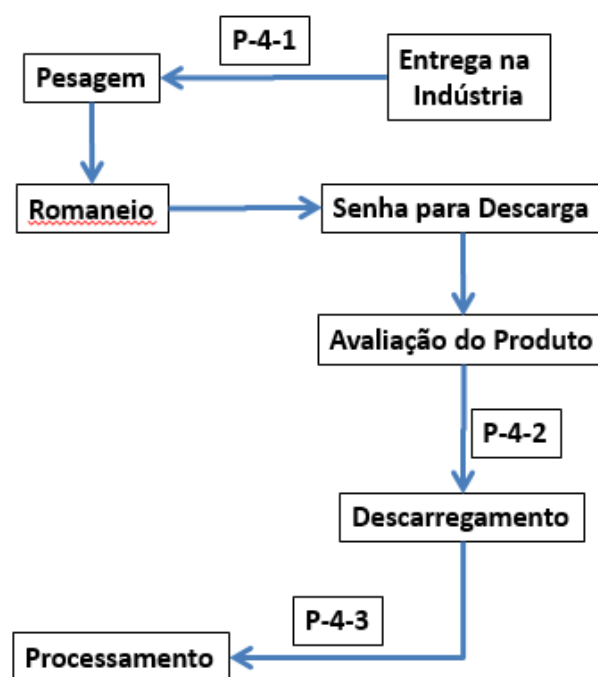 P-4-1
Entrega na
Indústria
Pesagem
Romaneio
Senha para Descarga
Avaliação do Produto
P-4-2
Descarregamento
P-4-3
Processamento